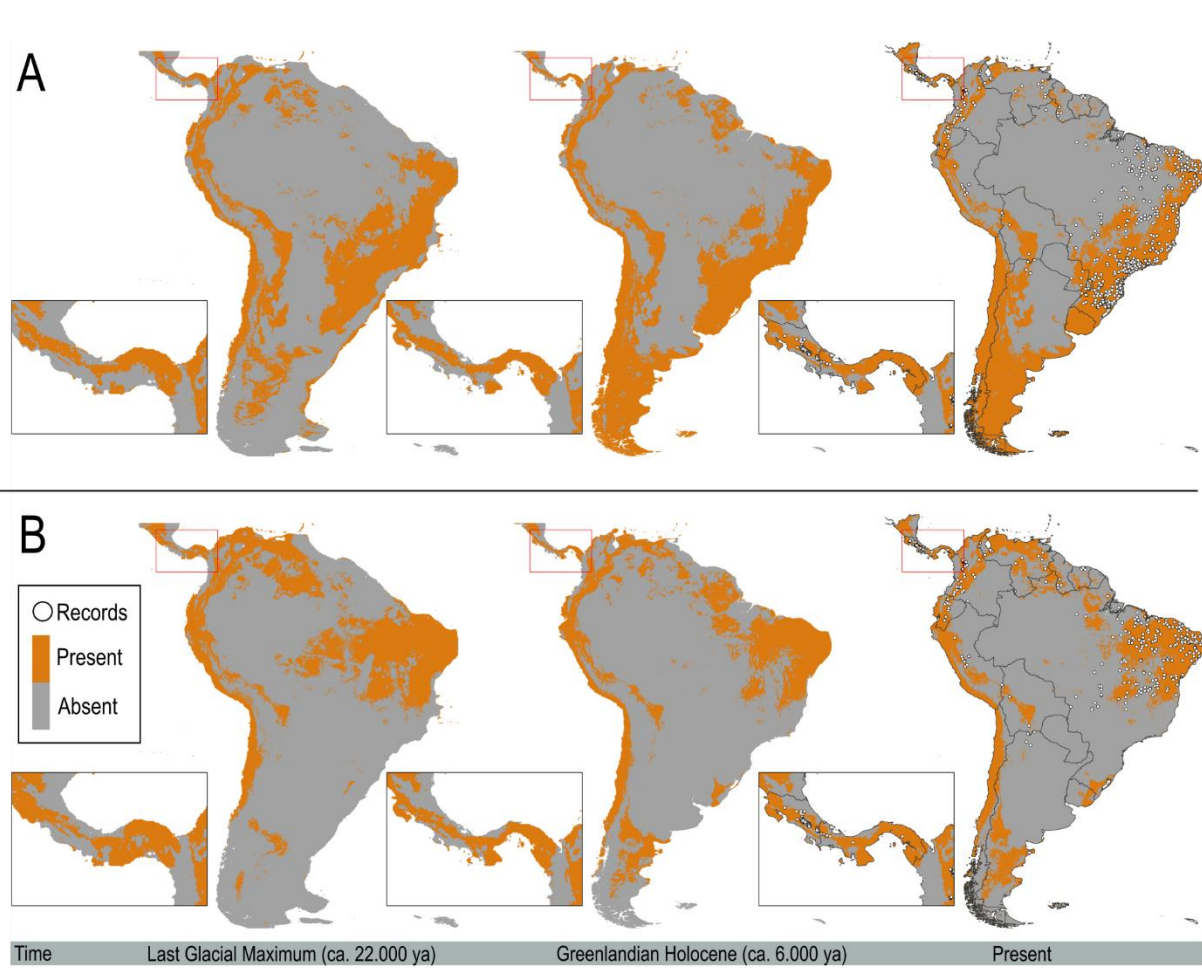 A
B
Records
Present
Absent
Time Last Glacial Maximum (ca. 22.000 ya) Greenlandian Holocene (ca. 6.000 ya) Present